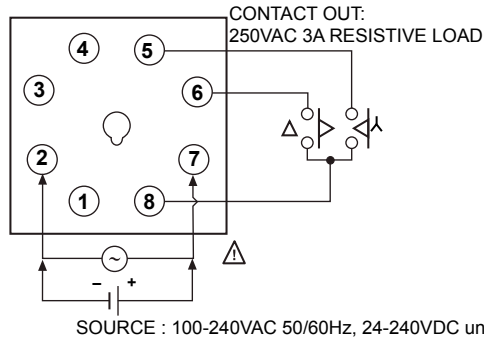 CONTACT OUT:
250VAC 3A RESISTIVE LOAD
4
5
3
6
2
7
1
8
Δ
~
!
– +
SOURCE : 100-240VAC 50/60Hz, 24-240VDC un